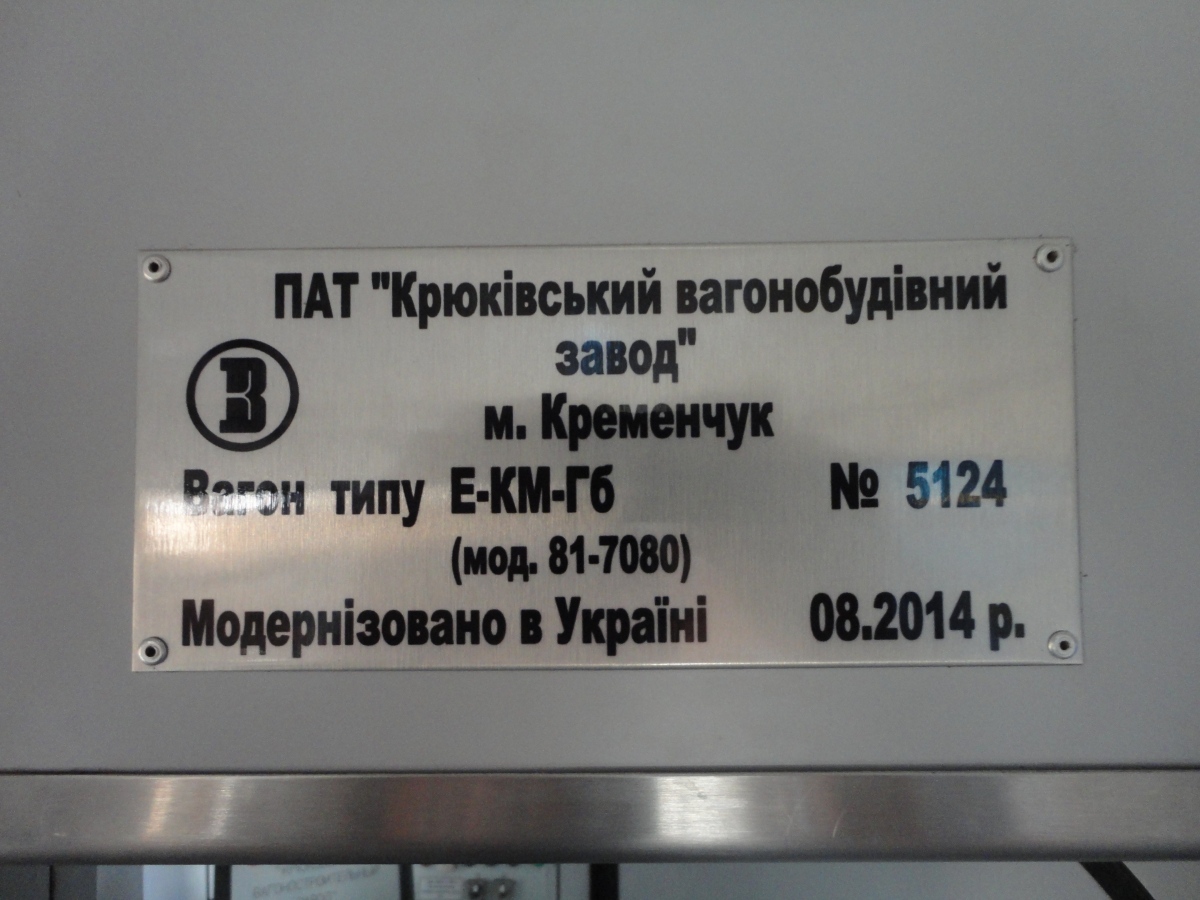 ПАТ "Крюківський вагонобудівний
завод"
В
м. Кременчук
Вагон типу Е-КМ-Гб № 5124
(мод. 81-7080)
Модернізовано в Україні 08.2014 р.